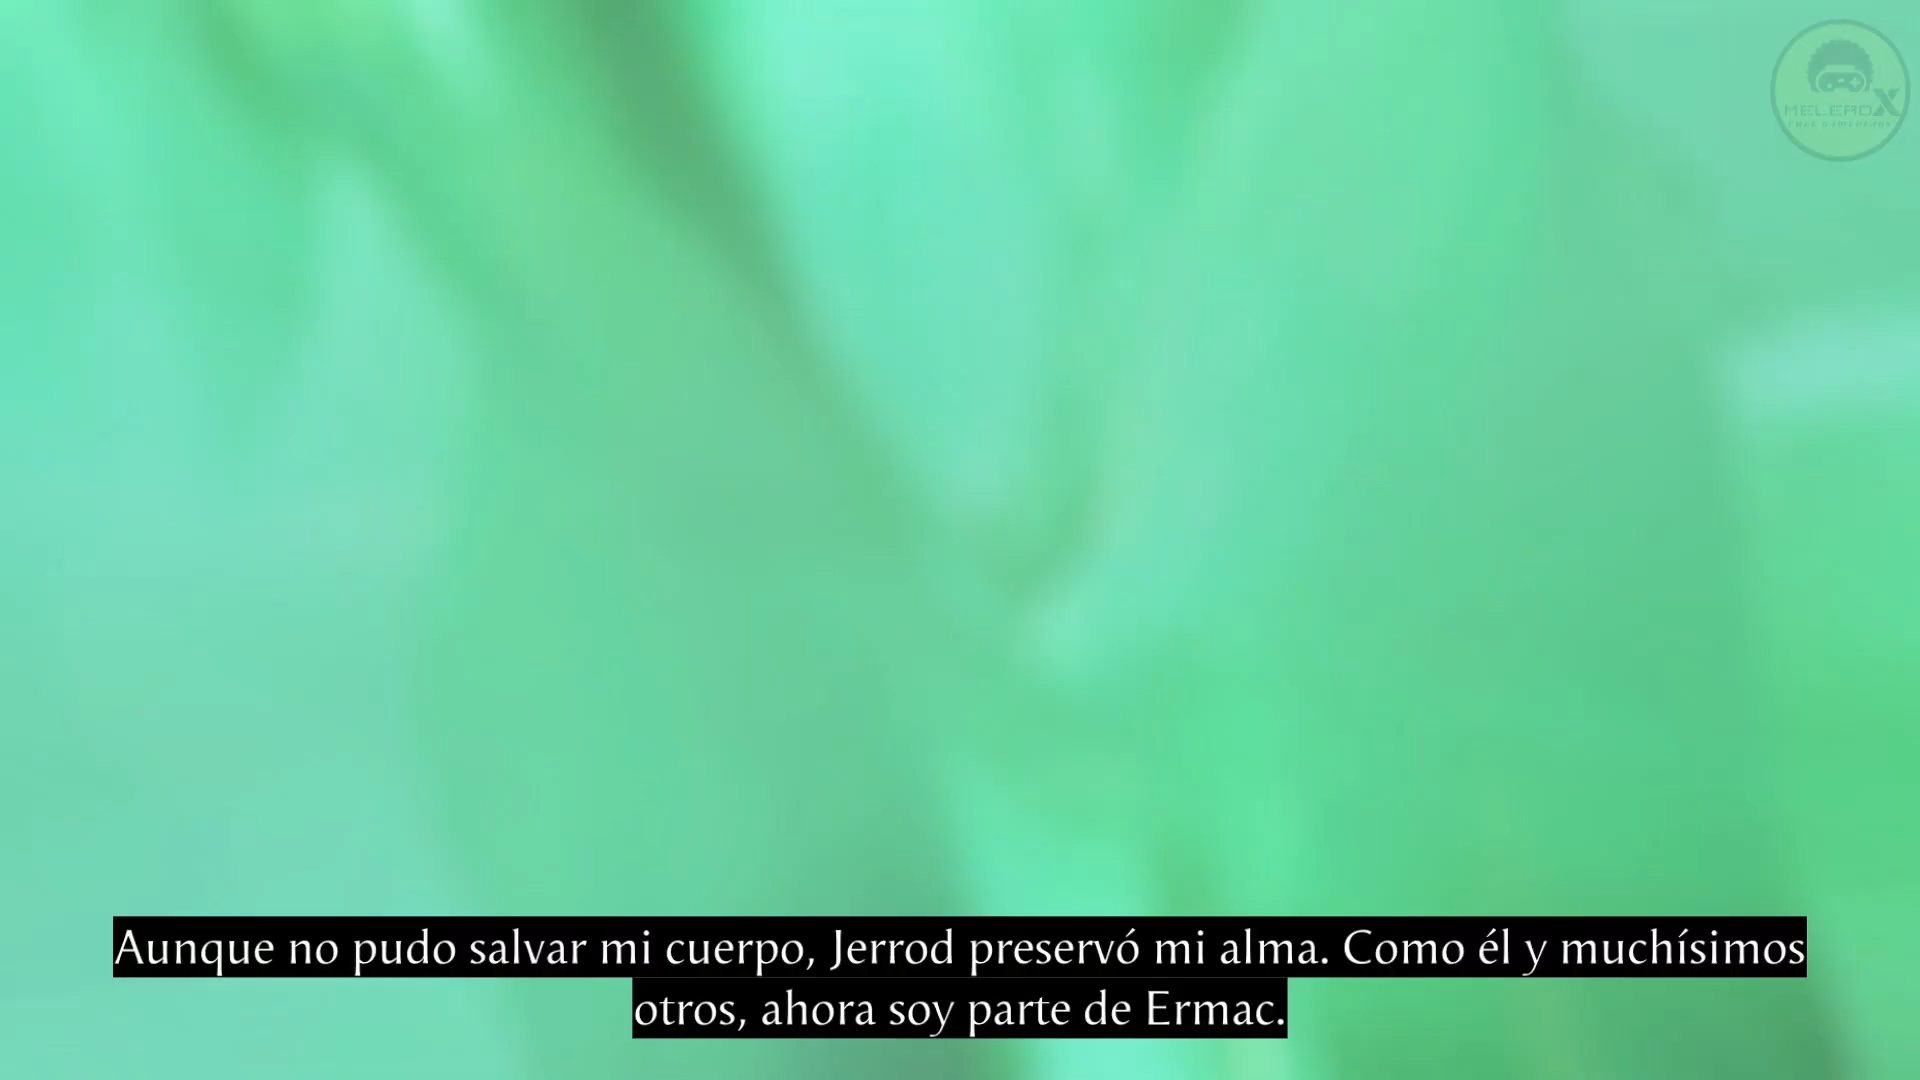 MELEROX
Aunque no pudo salvar mi cuerpo, Jerrod preservó mi alma. Como él y muchísimos
otros, ahora soy parte de Ermac.